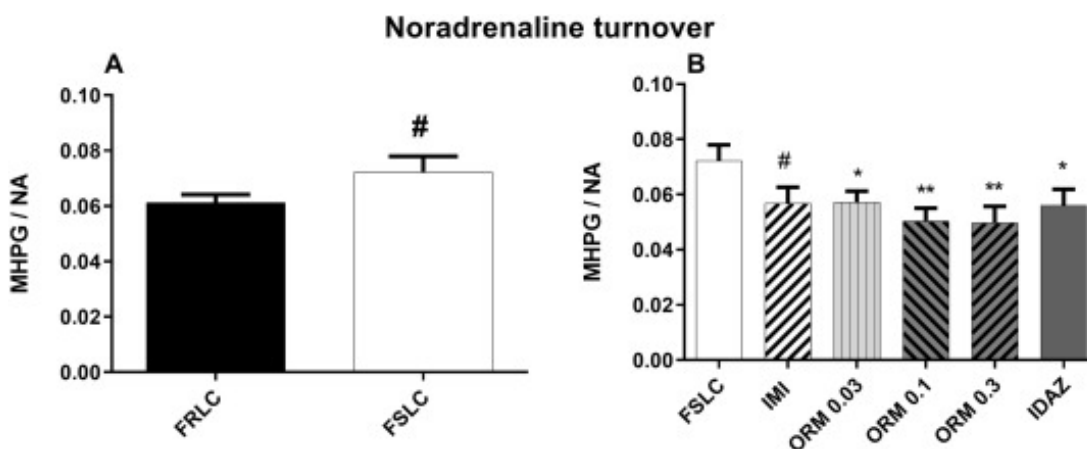 Noradrenaline turnover
A
MHPG / NA
0.10
0.08
0.06
0.04
0.02
0.00
#
FRLC
FSLC
B
MHPG / NA
0.10
0.08
0.06
0.04
0.02
0.00
#
*
**
**
*
FSLC
IMI
ORM 0.03
ORM 0.1
ORM 0.3
IDAZ